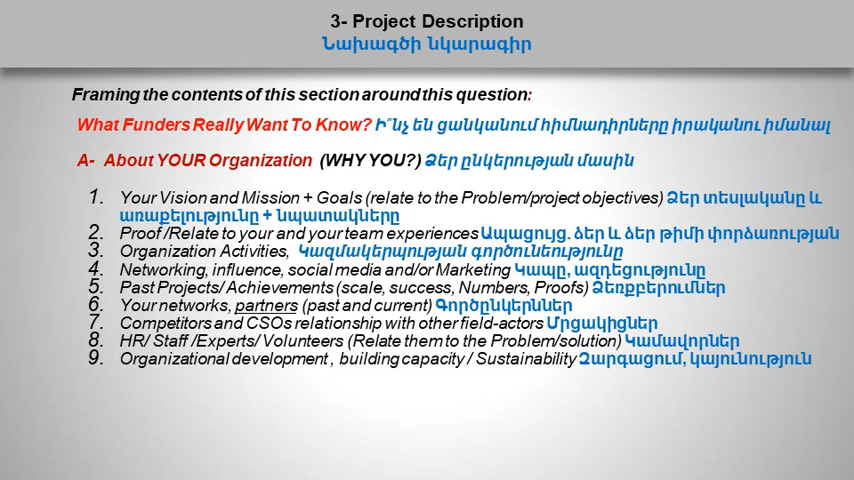 3- Project Description
Նախագծի նկարագիր
Framing the contents of this section around this question:
What Funders Really Want To Know? Ի՞նչ են ցանկանում հիմնադիրները իրականու իմանալ
A- About YOUR Organization (WHY YOU?) Ձեր ընկերության մասին
1. Your Vision and Mission + Goals (relate to the Problem/project objectives) Ձեր տեսլականը և
առաքելությունը + նպատակները
2. Proof /Relate to your and your team experiences Ապացույց. ձեր և ձեր թիմի փորձառության
3. Organization Activities, Կազմակերպության գործունեությունը
4. Networking, influence, social media and/or Marketing Կապը, ազդեցությունը
5. Past Projects/ Achievements (scale, success, Numbers, Proofs) Ձեռքբերումներ
6. Your networks, partners (past and current) Գործընկերններ
7. Competitors and CSOs relationship with other field-actors Մրցակիցներ
8. HR/ Staff /Experts/ Volunteers (Relate them to the Problem/solution) Կամավորներ
9. Organizational development , building capacity / Sustainability Զարգացում, կայունություն